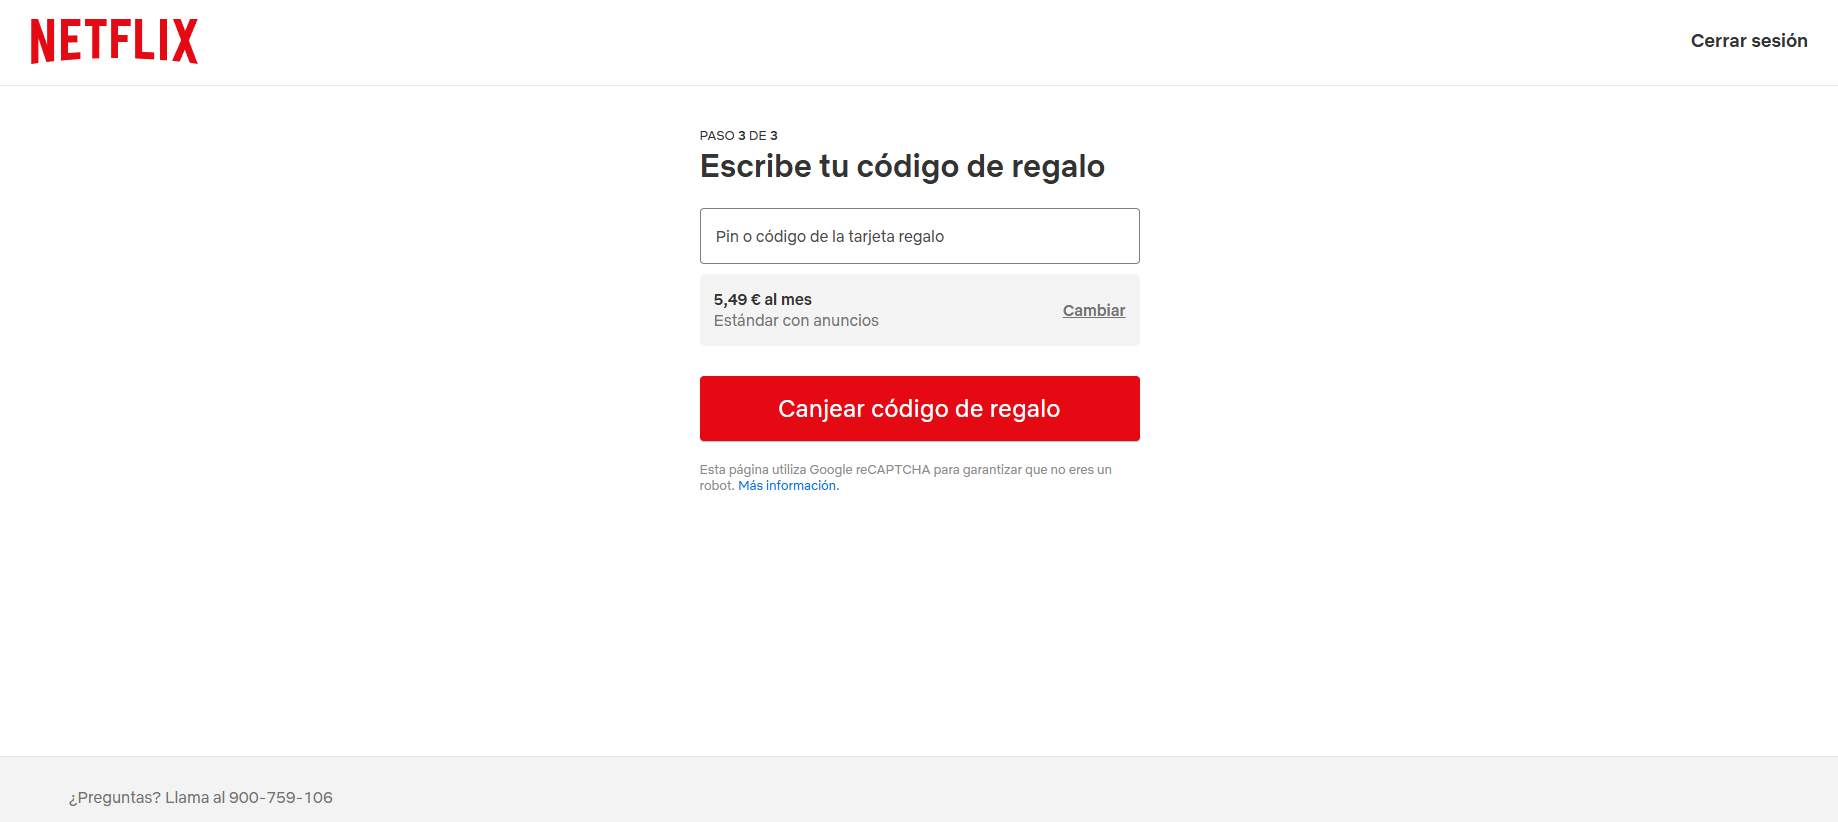 NETFLIX
Cerrar sesión
PASO 3 DE 3
Escribe tu código de regalo
Pin o código de la tarjeta regalo
5,49 € al mes
Estándar con anuncios
Cambiar
Canjear código de regalo
Esta página utiliza Google reCAPTCHA para garantizar que no eres un
robot. Más información.
¿Preguntas? Llama al 900-759-106